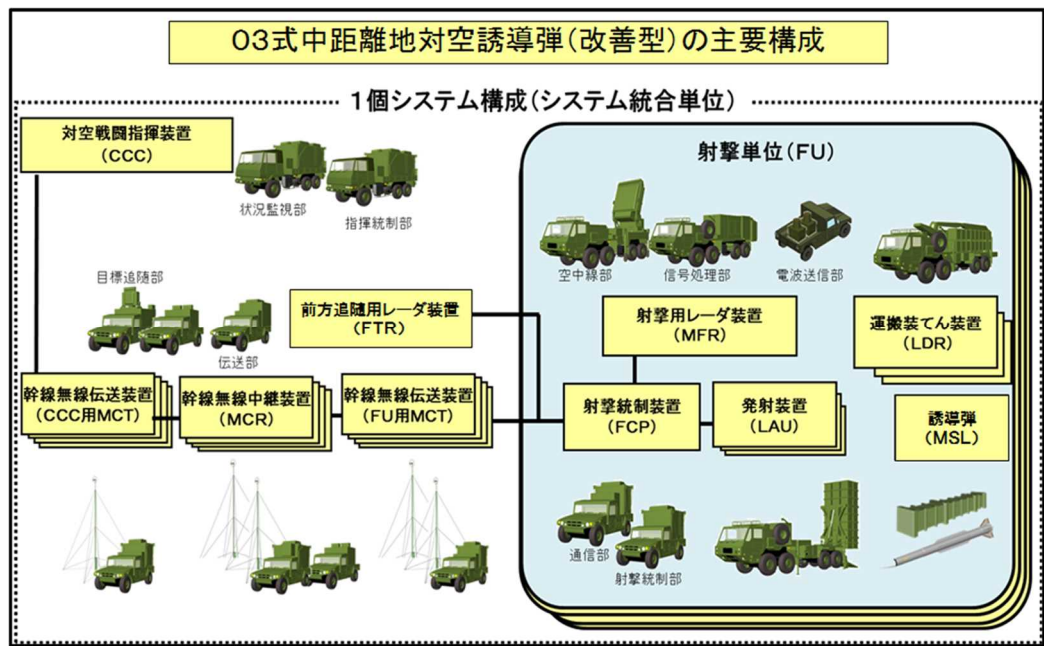 03式中距離地対空誘導弾(改善型)の主要構成
1個システム構成(システム統合単位)
対空戦闘指揮装置
(CCC)
状況監視部
指揮統制部
目標追随部
伝送部
前方追随用レーダ装置
(FTR)
幹線無線伝送装置
(CCC用MCT)
幹線無線中継装置
(MCR)
幹線無線伝送装置
(FU用MCT)
射撃単位(FU)
空中線部
信号処理部
電波送信部
射撃用レーダ装置
(MFR)
運搬装てん装置
(LDR)
射撃統制装置
(FCP)
発射装置
(LAU)
誘導弾
(MSL)
通信部
射撃統制部